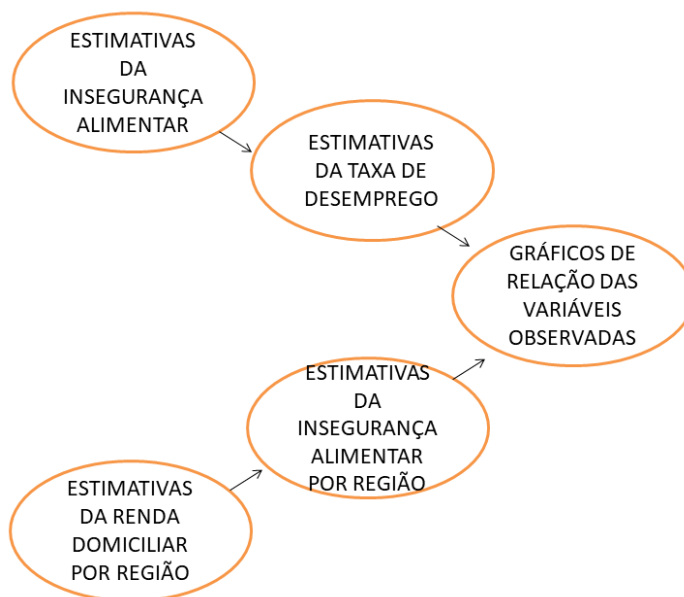 ESTIMATIVAS
DA
INSEGURANÇA
ALIMENTAR
ESTIMATIVAS
DA TAXA DE
DESEMPREGO
GRÁFICOS DE
RELAÇÃO DAS
VARIÁVEIS
OBSERVADAS
ESTIMATIVAS
DA
INSEGURANÇA
ALIMENTAR
POR REGIÃO
ESTIMATIVAS
DA RENDA
DOMICILIAR
POR REGIÃO